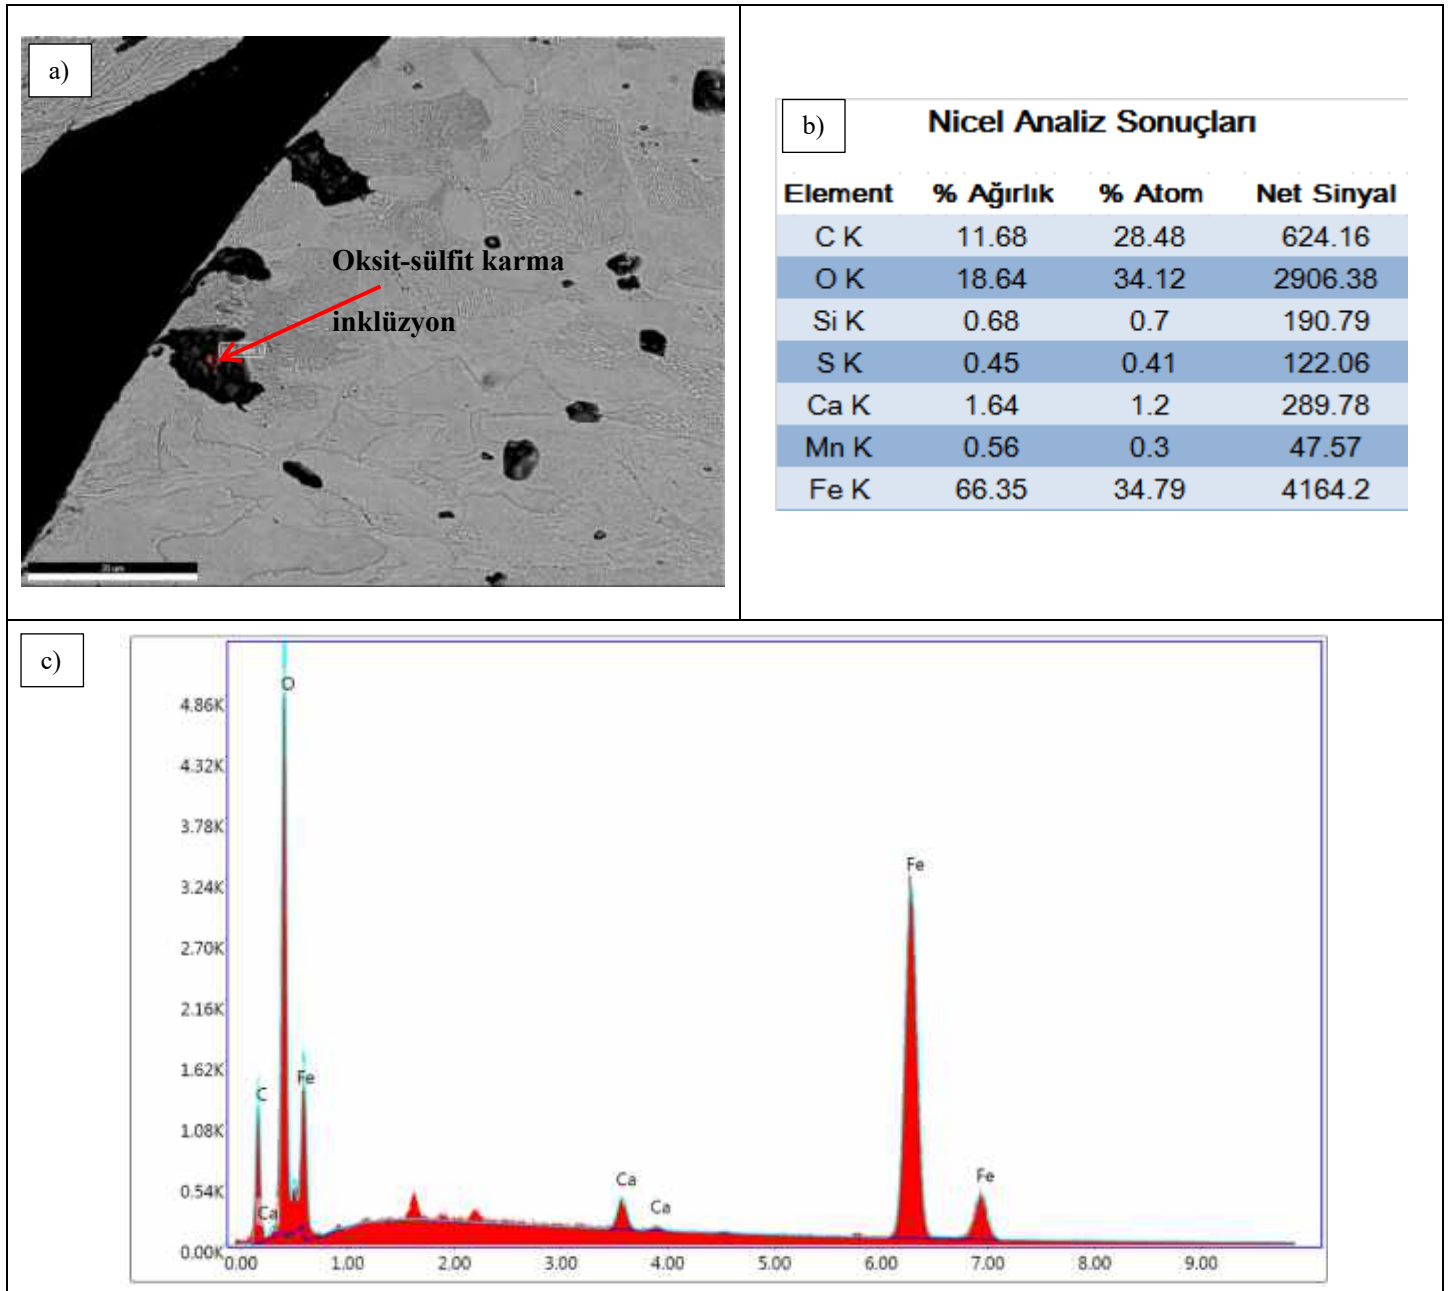 a)
Oksit-sülfit karma
inklüzyon
20 µm
b)
Nicel Analiz Sonuçları
Element % Ağırlık % Atom Net Sinyal
C K 11.68 28.48 624.16
O K 18.64 34.12 2906.38
Si K 0.68 0.7 190.79
S K 0.45 0.41 122.06
Ca K 1.64 1.2 289.78
Mn K 0.56 0.3 47.57
Fe K 66.35 34.79 4164.2
c)
O
4.86K
4.32K
3.78K
Fe
3.24K
2.70K
2.16K
1.62K
Fe
C
1.08K
Ca
Fe
0.54K
Ca
Ca
0.00K
0.00 1.00 2.00 3.00 4.00 5.00 6.00 7.00 8.00 9.00